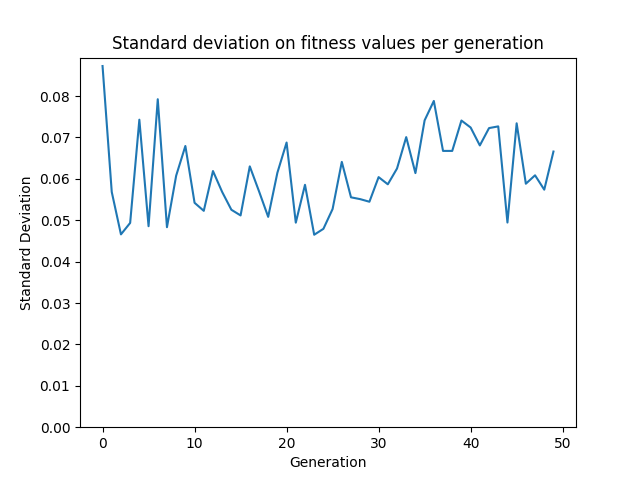 Standard deviation on fitness values per generation
Standard Deviation
0.08
0.07
0.06
0.05
0.04
0.03
0.02
0.01
0.00
0 10 20 30 40 50
Generation